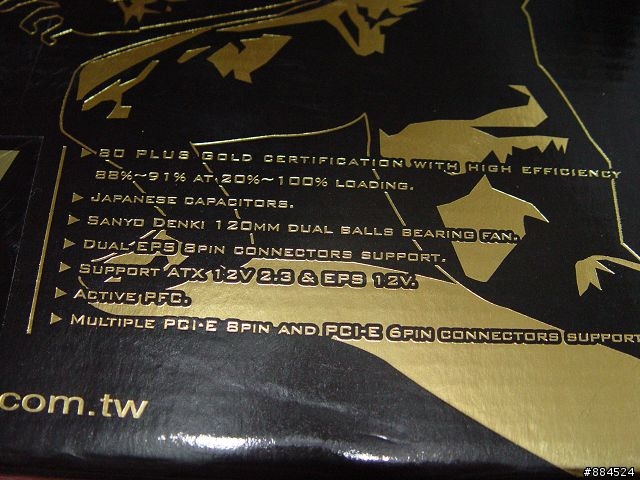 80 PLUS GOLD CERTIFICATION WITH HIGH EFFICIENCY
88%~91% AT 20%~100% LOADING.
JAPANESE CAPACITORS.
SANYO DENKI 120MM DUAL BALLS BEARING FAN.
DUAL EPS 8PIN CONNECTORS SUPPORT.
SUPPORT ATX 12V 2.3 & EPS 12V.
ACTIVE PFC.
MULTIPLE PCI-E 8PIN AND PCI-E 6PIN CONNECTORS SUPPORT
.com.tw
#884524